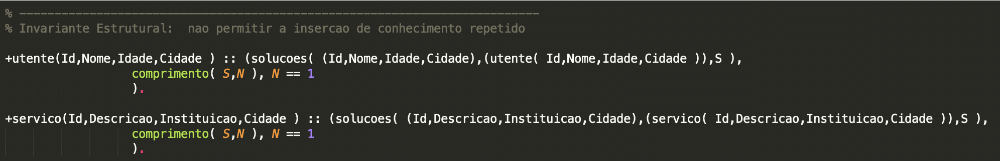 % --------------------------------------------------------------------------
% Invariante Estrutural:  nao permitir a insercao de conhecimento repetido
+utente(Id,Nome,Idade,Cidade ) :: (solucoes( (Id,Nome,Idade,Cidade),(utente( Id,Nome,Idade,Cidade )),S ),
comprimento( S,N ), N == 1
).
+servico(Id,Descricao,Instituicao,Cidade ) :: (solucoes( (Id,Descricao,Instituicao,Cidade),(servico( Id,Descricao,Instituicao,Cidade )),S ),
comprimento( S,N ), N == 1
).